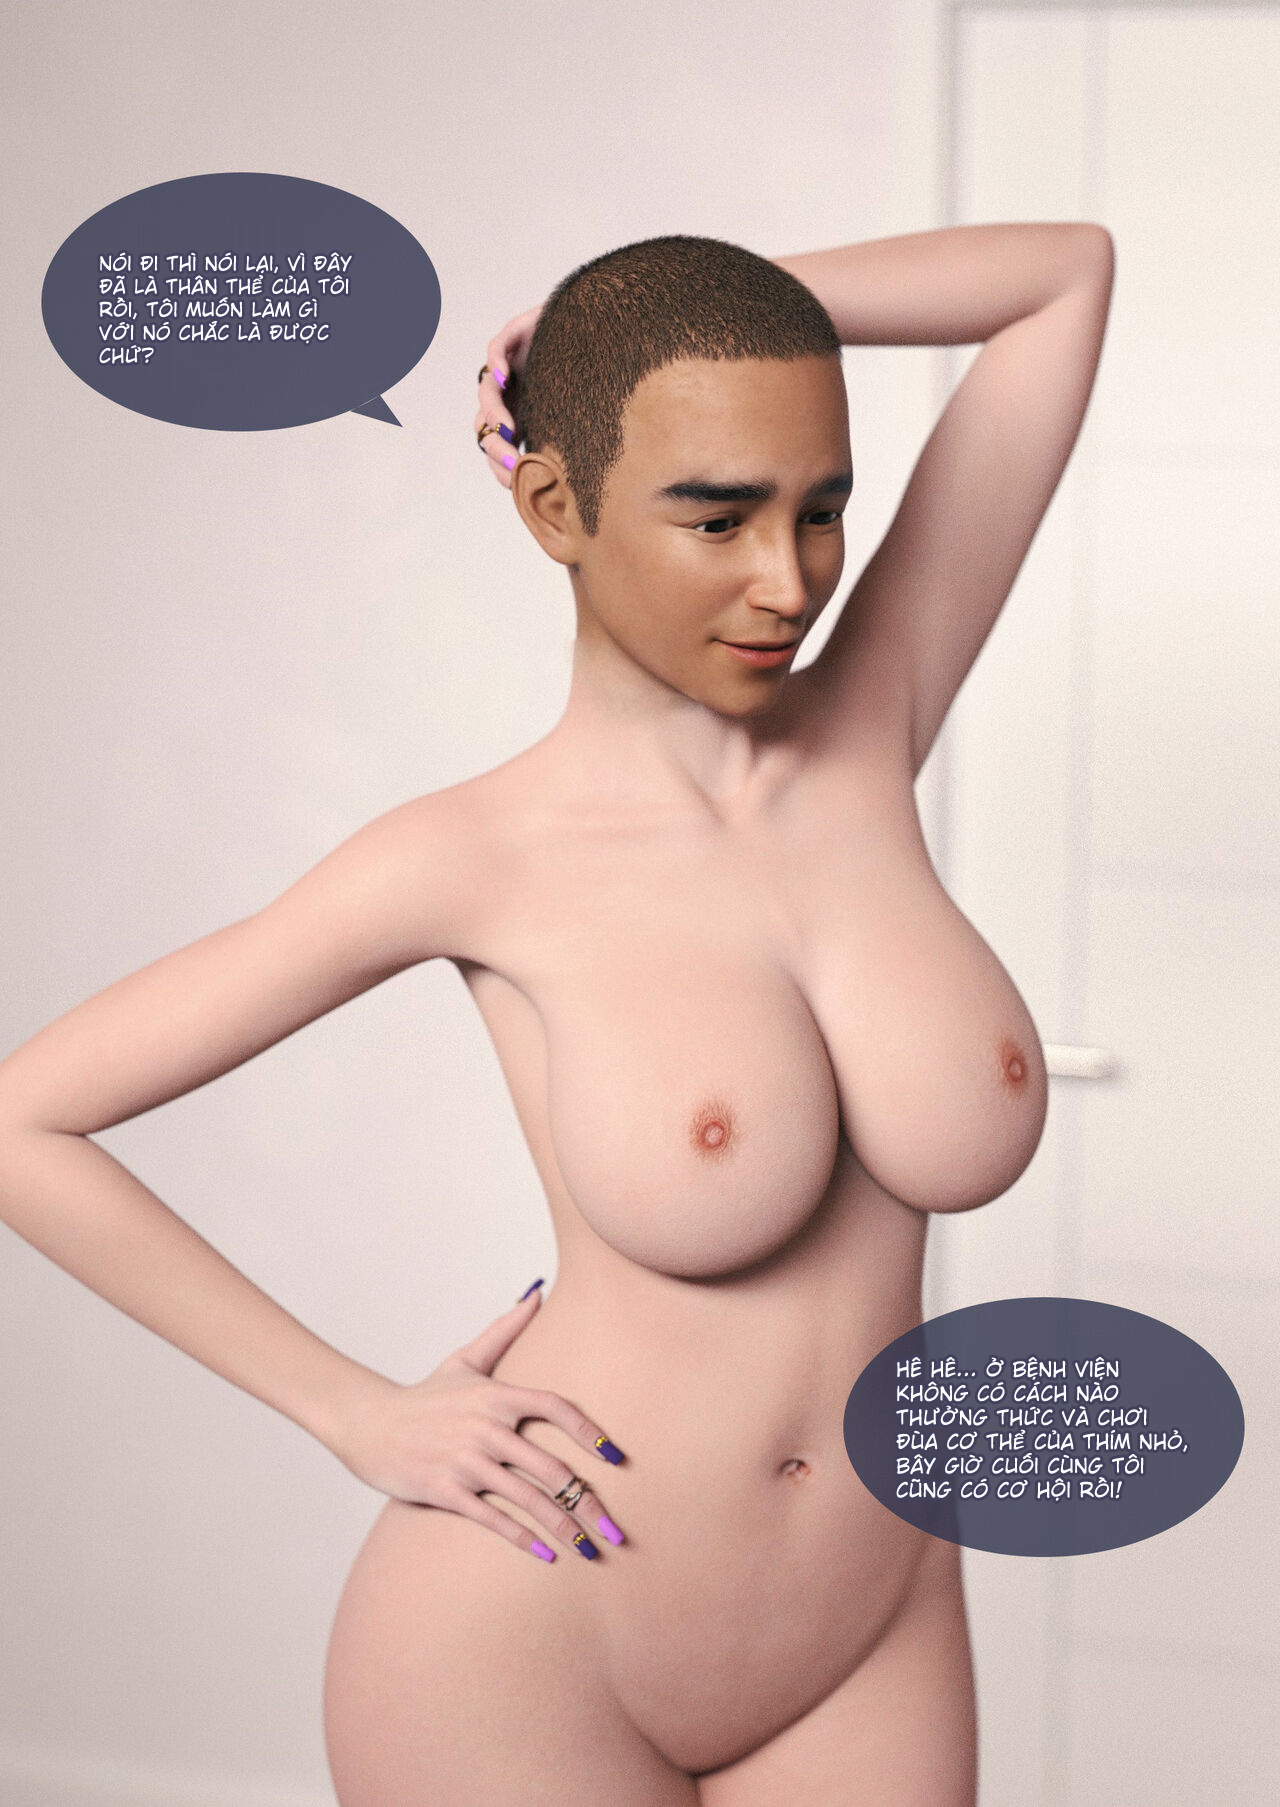 NÓI ĐI THÌ NÓI LẠI, VÌ ĐÂY
ĐÃ LÀ THÂN THỂ CỦA TÔI
RỒI, TÔI MUỐN LÀM GÌ
VỚI NÓ CHẮC LÀ ĐƯỢC
CHỨ?
HÊ HÊ... Ở BỆNH VIỆN
KHÔNG CÓ CÁCH NÀO
THƯỞNG THỨC VÀ CHƠI
ĐÙA CƠ THỂ CỦA THÍM NHỎ,
BÂY GIỜ CUỐI CÙNG TÔI
CŨNG CÓ CƠ HỘI RỒI!